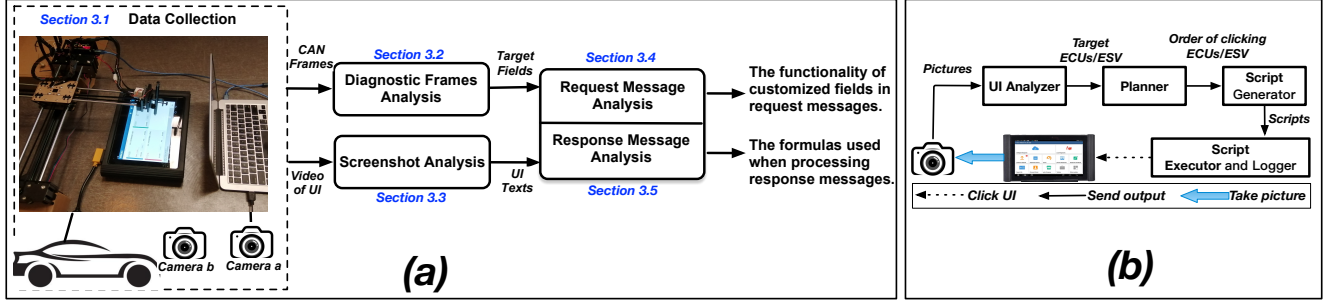 Section 3.1 Data Collection
CAN
Frames
Section 3.2
Diagnostic Frames
Analysis
Target
Fields
Section 3.4
Request Message
Analysis
Response Message
Analysis
Section 3.5
The functionality of
customized fields in
request messages.
The formulas used
when processing
response messages.
Video
of UI
Screenshot Analysis
Section 3.3
UI
Texts
Camera b
Camera a
(a)
Pictures
UI Analyzer
Target
ECUs/ESV
Planner
Order of clicking
ECUs/ESV
Script
Generator
Scripts
Script
Executor and Logger
Click UI
Send output
Take picture
(b)